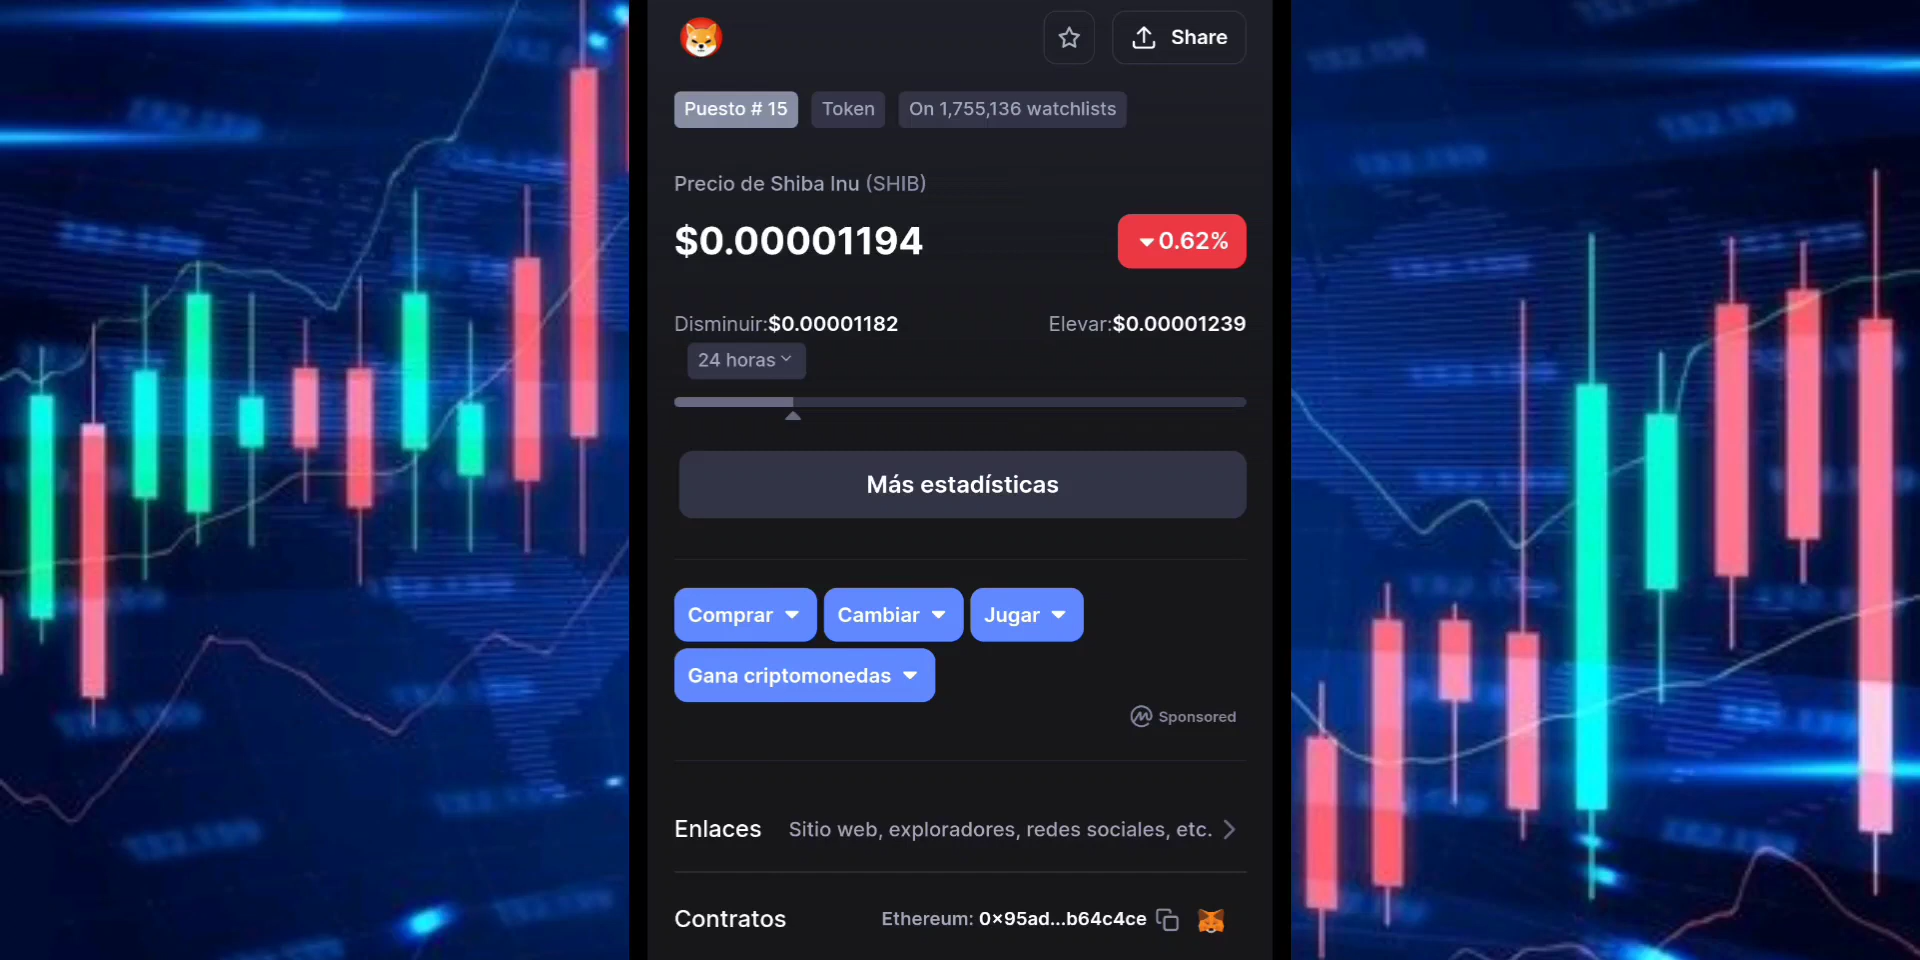 Share
Puesto # 15 Token On 1,755,136 watchlists
Precio de Shiba Inu (SHIB)
$0.00001194 0.62%
Disminuir:$0.00001182 Elevar:$0.00001239
24 horas
Más estadísticas
Comprar Cambiar Jugar
Gana criptomonedas
Sponsored
Enlaces Sitio web, exploradores, redes sociales, etc.
Contratos Ethereum: 0x95ad...b64c4ce